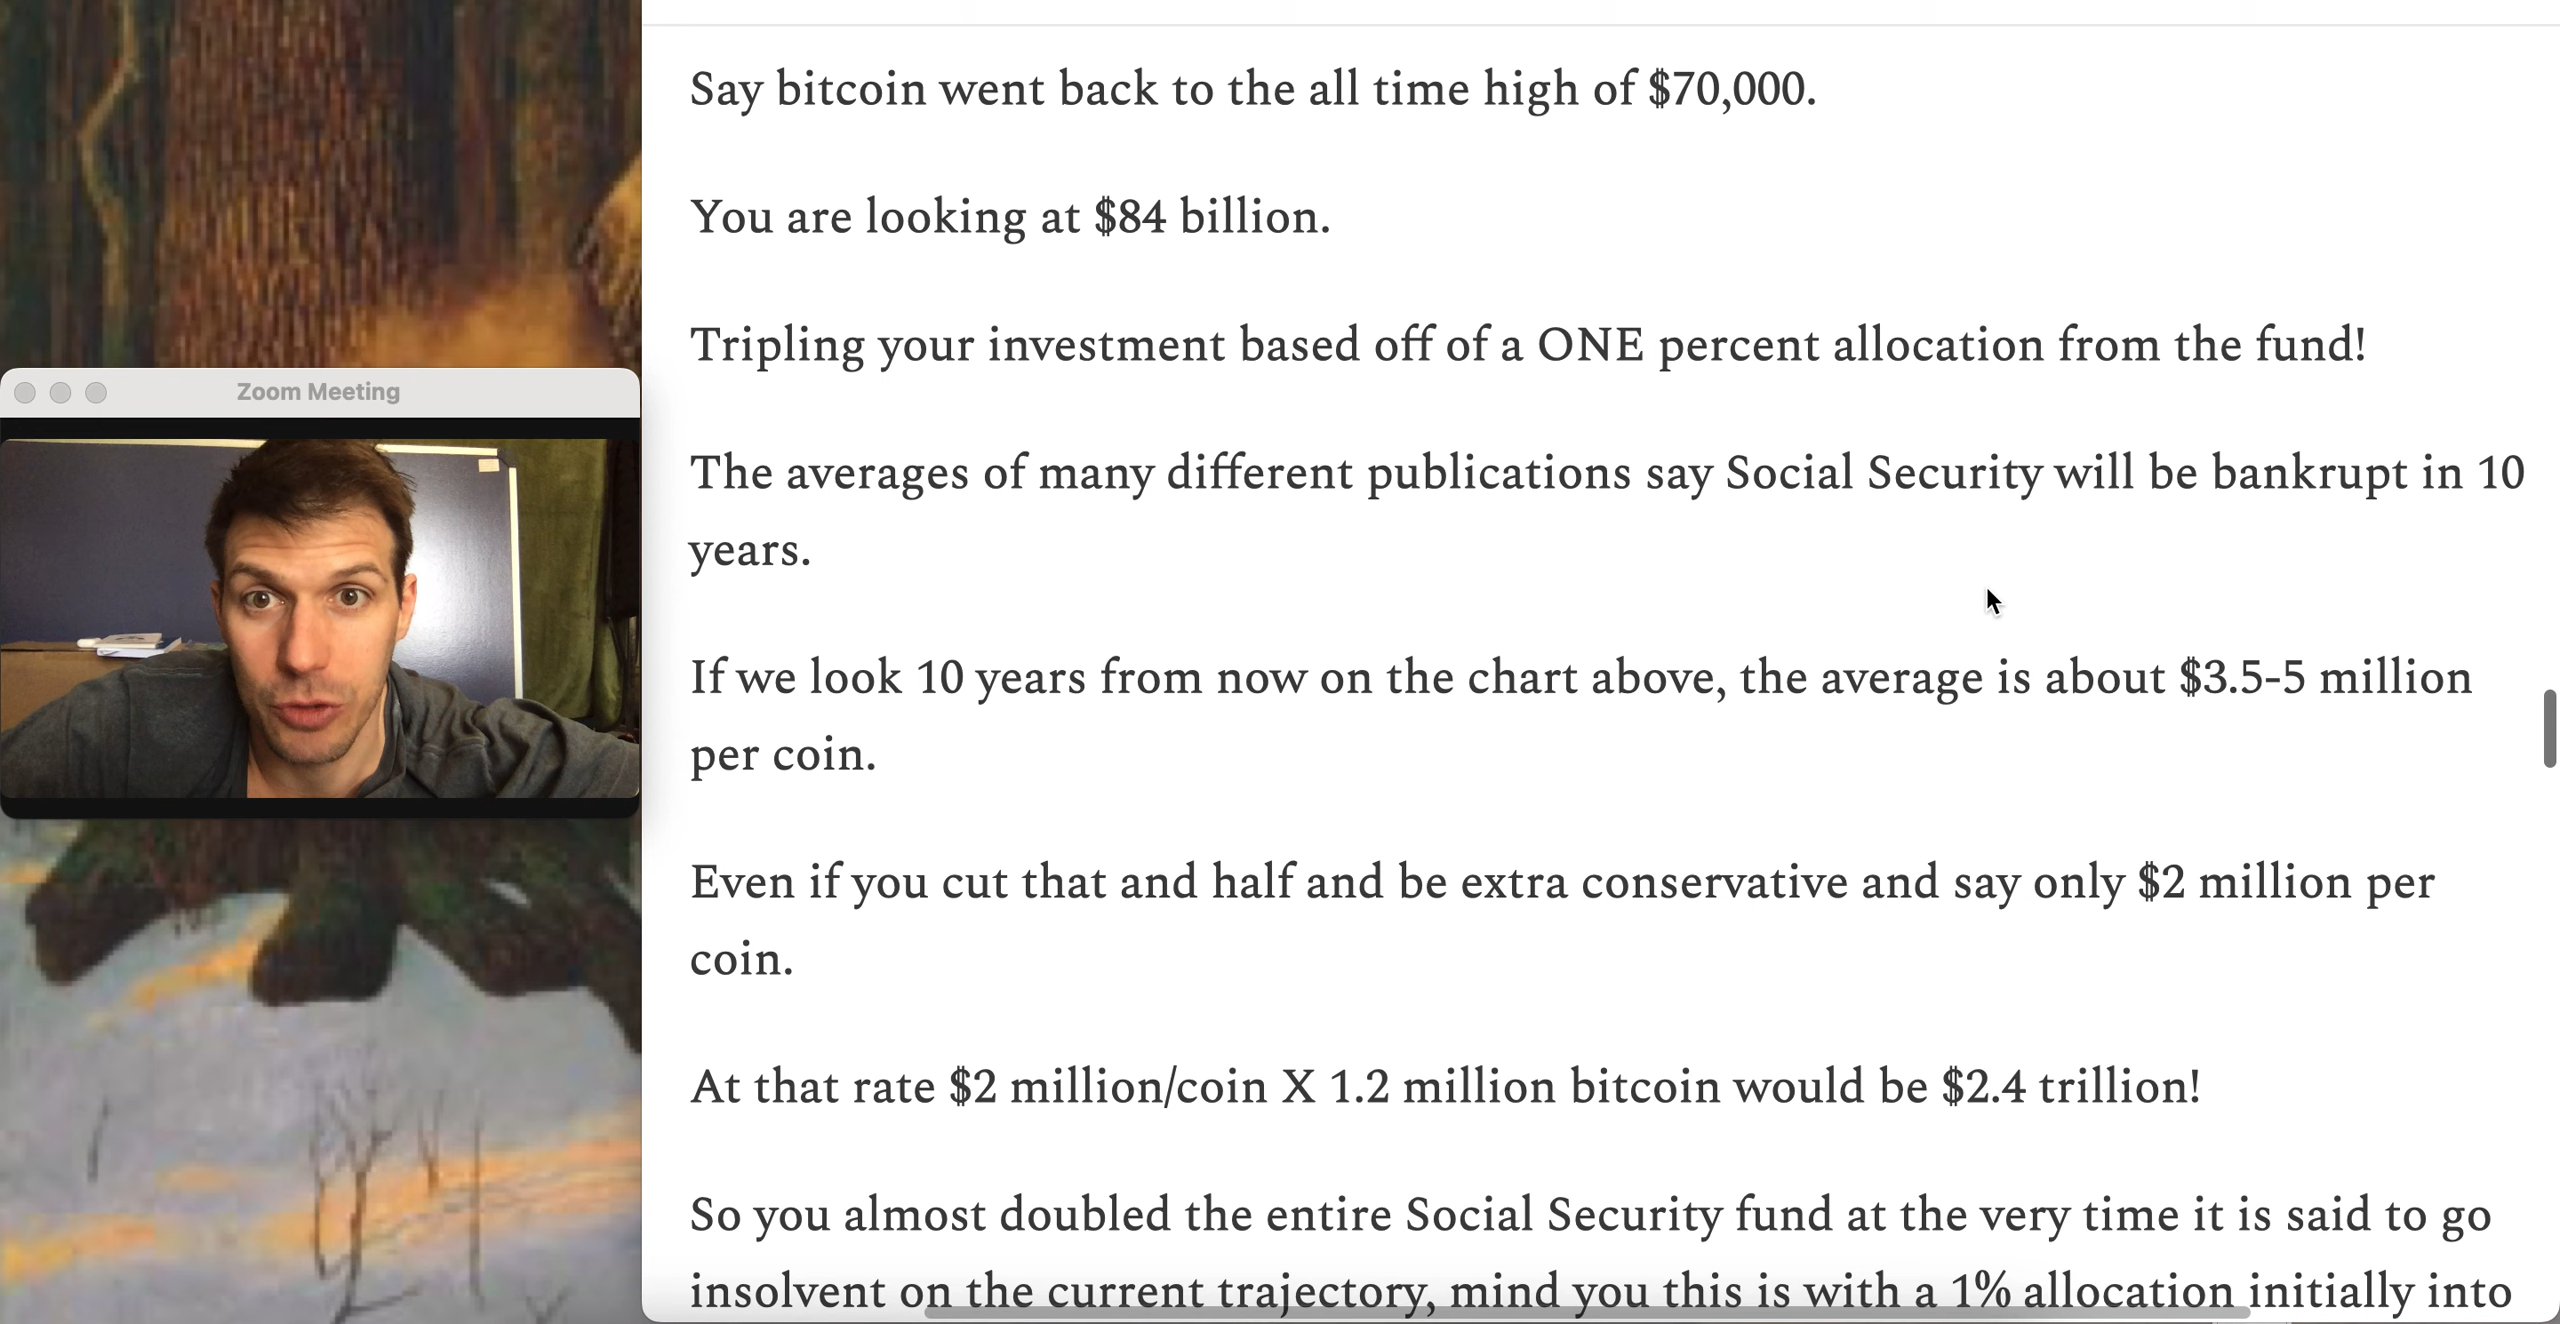 Say bitcoin went back to the all time high of $70,000.
You are looking at $84 billion.
Tripling your investment based off of a ONE percent allocation from the fund!
The averages of many different publications say Social Security will be bankrupt in 10
years.
If we look 10 years from now on the chart above, the average is about $3.5-5 million
per coin.
Even if you cut that and half and be extra conservative and say only $2 million per
coin.
At that rate $2 million/coin X 1.2 million bitcoin would be $2.4 trillion!
So you almost doubled the entire Social Security fund at the very time it is said to go
insolvent on the current trajectory, mind you this is with a 1% allocation initially into
Zoom Meeting